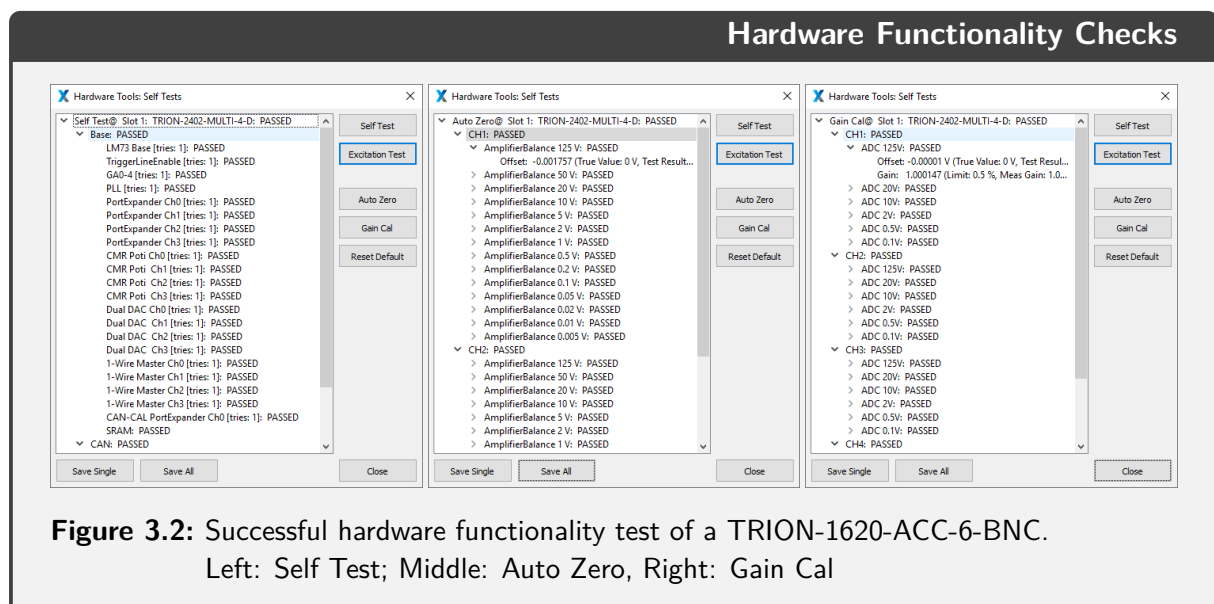 Hardware Functionality Checks
Hardware Tools: Self Tests
Self Test@ Slot 1: TRION-2402-MULTI-4-D: PASSED
Base: PASSED
LM73 Base [tries: 1]: PASSED
TriggerLineEnable [tries: 1]: PASSED
GA0-4 [tries: 1]: PASSED
PLL [tries: 1]: PASSED
PortExpander Ch0 [tries: 1]: PASSED
PortExpander Ch1 [tries: 1]: PASSED
PortExpander Ch2 [tries: 1]: PASSED
PortExpander Ch3 [tries: 1]: PASSED
CMR Poti Ch0 [tries: 1]: PASSED
CMR Poti Ch1 [tries: 1]: PASSED
CMR Poti Ch2 [tries: 1]: PASSED
CMR Poti Ch3 [tries: 1]: PASSED
Dual DAC Ch0 [tries: 1]: PASSED
Dual DAC Ch1 [tries: 1]: PASSED
Dual DAC Ch2 [tries: 1]: PASSED
Dual DAC Ch3 [tries: 1]: PASSED
1-Wire Master Ch0 [tries: 1]: PASSED
1-Wire Master Ch1 [tries: 1]: PASSED
1-Wire Master Ch2 [tries: 1]: PASSED
1-Wire Master Ch3 [tries: 1]: PASSED
CAN-CAL PortExpander Ch0 [tries: 1]: PASSED
SRAM: PASSED
CAN: PASSED
Self Test
Excitation Test
Auto Zero
Gain Cal
Reset Default
Save Single
Save All
Close
Hardware Tools: Self Tests
Auto Zero@ Slot 1: TRION-2402-MULTI-4-D: PASSED
CH1: PASSED
AmplifierBalance 125 V: PASSED
Offset: -0.001757 (True Value: 0 V, Test Result...
AmplifierBalance 50 V: PASSED
AmplifierBalance 20 V: PASSED
AmplifierBalance 10 V: PASSED
AmplifierBalance 5 V: PASSED
AmplifierBalance 2 V: PASSED
AmplifierBalance 1 V: PASSED
AmplifierBalance 0.5 V: PASSED
AmplifierBalance 0.2 V: PASSED
AmplifierBalance 0.1 V: PASSED
AmplifierBalance 0.05 V: PASSED
AmplifierBalance 0.02 V: PASSED
AmplifierBalance 0.01 V: PASSED
AmplifierBalance 0.005 V: PASSED
CH2: PASSED
AmplifierBalance 125 V: PASSED
AmplifierBalance 50 V: PASSED
AmplifierBalance 20 V: PASSED
AmplifierBalance 10 V: PASSED
AmplifierBalance 5 V: PASSED
AmplifierBalance 2 V: PASSED
AmplifierBalance 1 V: PASSED
Self Test
Excitation Test
Auto Zero
Gain Cal
Reset Default
Save Single
Save All
Close
Hardware Tools: Self Tests
Gain Cal@ Slot 1: TRION-2402-MULTI-4-D: PASSED
CH1: PASSED
ADC 125V: PASSED
Offset: -0.00001 V (True Value: 0 V, Test Resul...
Gain: 1.000147 (Limit: 0.5 %, Meas Gain: 1.0...
ADC 20V: PASSED
ADC 10V: PASSED
ADC 2V: PASSED
ADC 0.5V: PASSED
ADC 0.1V: PASSED
CH2: PASSED
ADC 125V: PASSED
ADC 20V: PASSED
ADC 10V: PASSED
ADC 2V: PASSED
ADC 0.5V: PASSED
ADC 0.1V: PASSED
CH3: PASSED
ADC 125V: PASSED
ADC 20V: PASSED
ADC 10V: PASSED
ADC 2V: PASSED
ADC 0.5V: PASSED
ADC 0.1V: PASSED
CH4: PASSED
Self Test
Excitation Test
Auto Zero
Gain Cal
Reset Default
Save Single
Save All
Close
Figure 3.2: Successful hardware functionality test of a TRION-1620-ACC-6-BNC.
Left: Self Test; Middle: Auto Zero, Right: Gain Cal